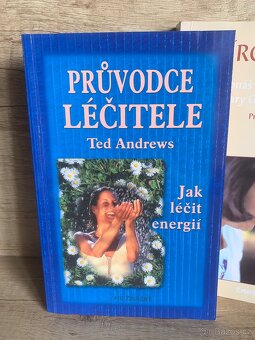 PRŮVODCE
LÉČITELE
Ted Andrews
Jak
léčit
energií